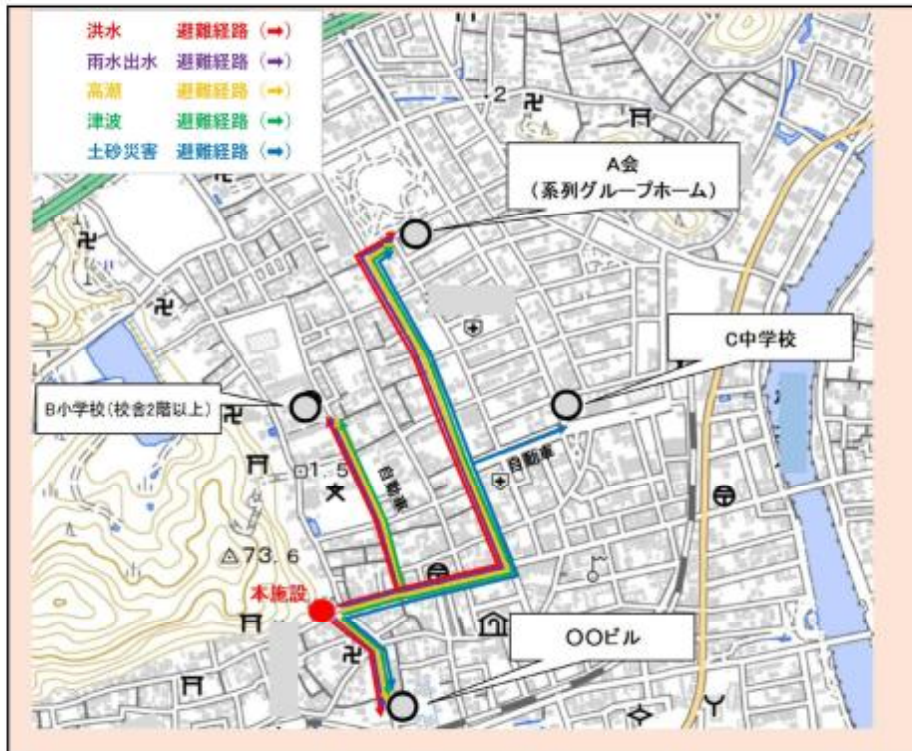 洪水 避難経路（➡）
雨水出水 避難経路（➡）
高潮 避難経路（➡）
津波 避難経路（➡）
土砂災害 避難経路（➡）
2
A会
（系列グループホーム）
C中学校
B小学校（校舎2階以上）
1.5
自動車
自動車
73.6
本施設
〇〇ビル